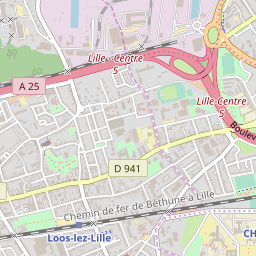 Lille - Centre
5
A 25
Lille-Centre
5
Boulev
D 941
Chemin de fer de Béthune à Lille
Loos-lez-Lille
CH